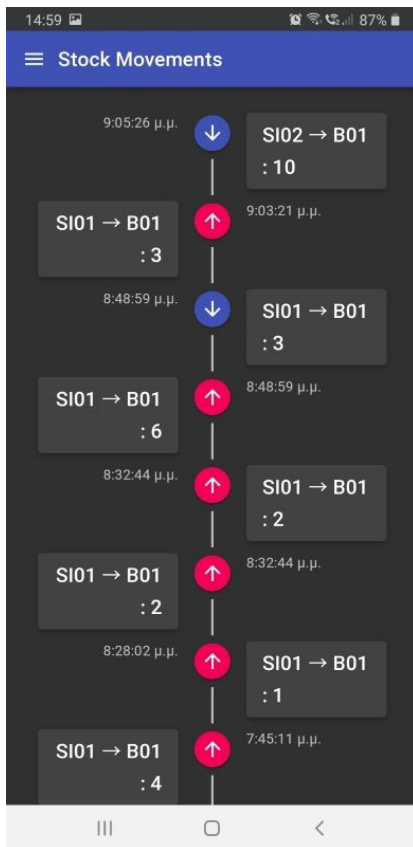 14:59 87%
Stock Movements
9:05:26 μ.μ.
SI02 → B01
: 10
9:03:21 μ.μ.
SI01 → B01
: 3
8:48:59 μ.μ.
SI01 → B01
: 3
8:48:59 μ.μ.
SI01 → B01
: 6
8:32:44 μ.μ.
SI01 → B01
: 2
8:32:44 μ.μ.
SI01 → B01
: 2
8:28:02 μ.μ.
SI01 → B01
: 1
7:45:11 μ.μ.
SI01 → B01
: 4